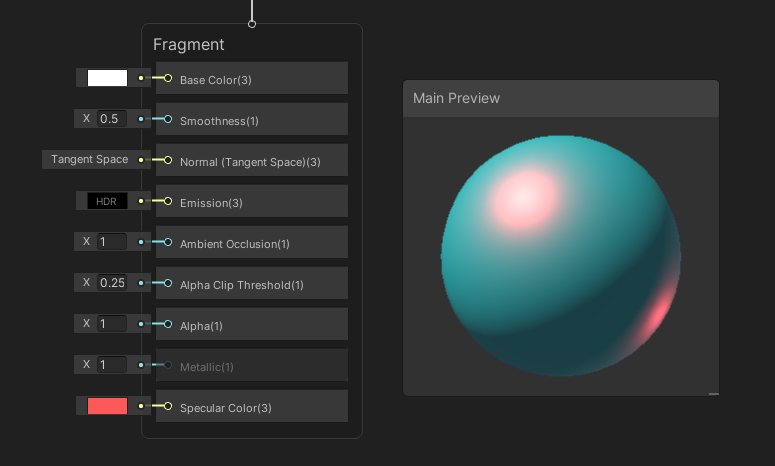 Fragment
Base Color(3)
X 0.5
Smoothness(1)
Tangent Space
Normal (Tangent Space)(3)
HDR
Emission(3)
X 1
Ambient Occlusion(1)
X 0.25
Alpha Clip Threshold(1)
X 1
Alpha(1)
X 1
Metallic(1)
Specular Color(3)
Main Preview